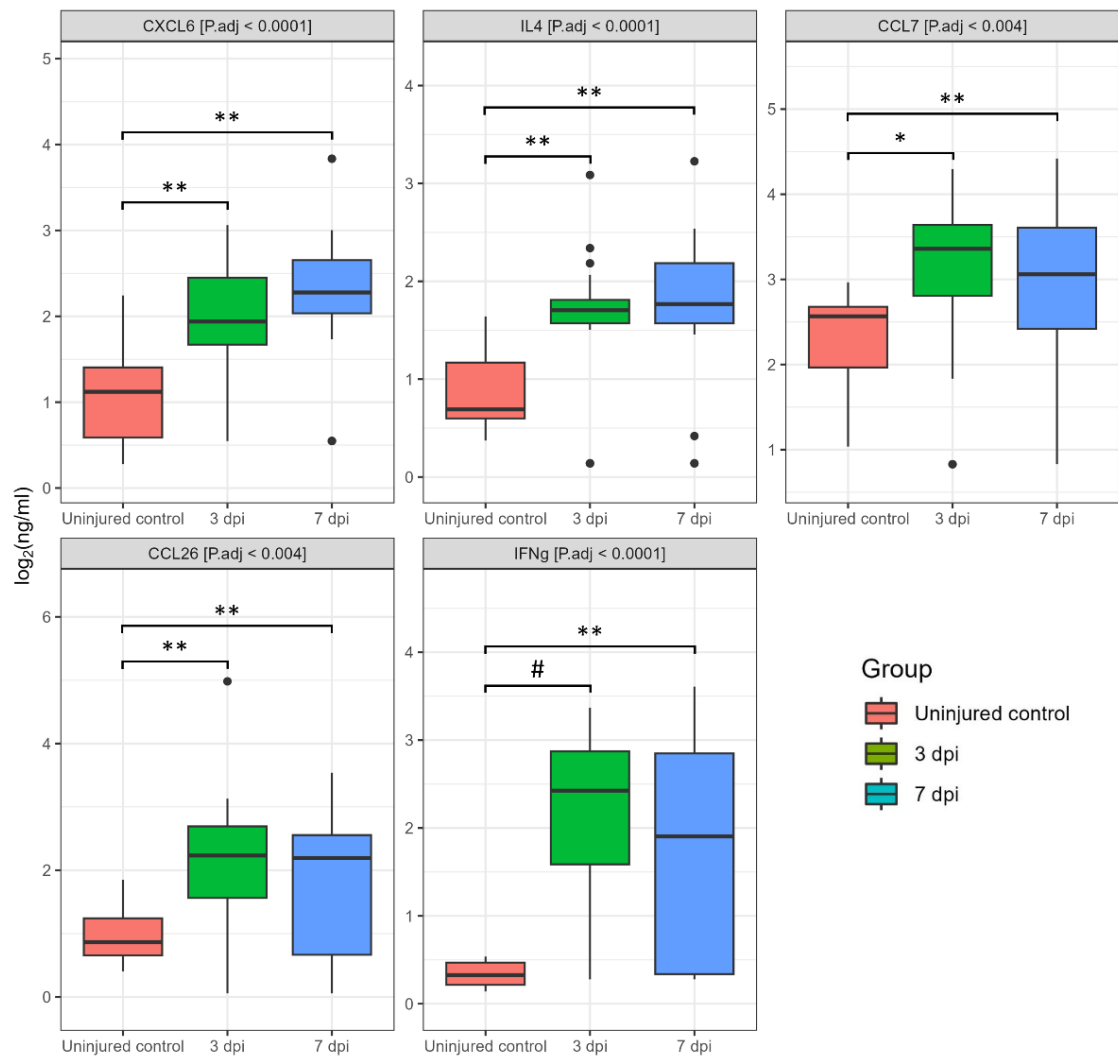 CXCL6 [P.adj < 0.0001]
IL4 [P.adj < 0.0001]
CCL7 [P.adj < 0.004]
5
4
3
2
1
0
**
**
4
3
2
1
0
**
**
5
4
3
2
1
**
*
Uninjured control 3 dpi 7 dpi
Uninjured control 3 dpi 7 dpi
Uninjured control 3 dpi 7 dpi
log₂(ng/ml)
CCL26 [P.adj < 0.004]
IFNg [P.adj < 0.0001]
6
4
2
0
**
**
4
3
2
1
0
**
#
Uninjured control 3 dpi 7 dpi
Uninjured control 3 dpi 7 dpi
Group
Uninjured control
3 dpi
7 dpi